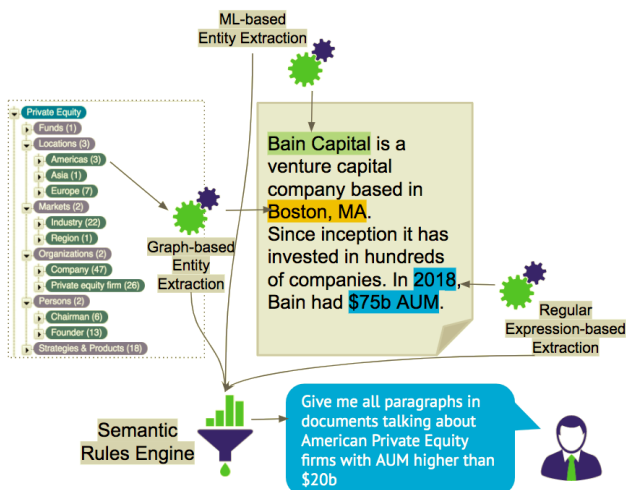 ML-based
Entity Extraction
Private Equity
Funds (1)
Locations (3)
Americas (3)
Asia (1)
Europe (7)
Markets (2)
Industry (22)
Region (1)
Organizations (2)
Company (47)
Private equity firm (26)
Persons (2)
Chairman (6)
Founder (13)
Strategies & Products (18)
Graph-based
Entity
Extraction
Bain Capital is a
venture capital
company based in
Boston, MA.
Since inception it has
invested in hundreds
of companies. In 2018,
Bain had $75b AUM.
Regular
Expression-based
Extraction
Semantic
Rules Engine
Give me all paragraphs in
documents talking about
American Private Equity
firms with AUM higher than
$20b